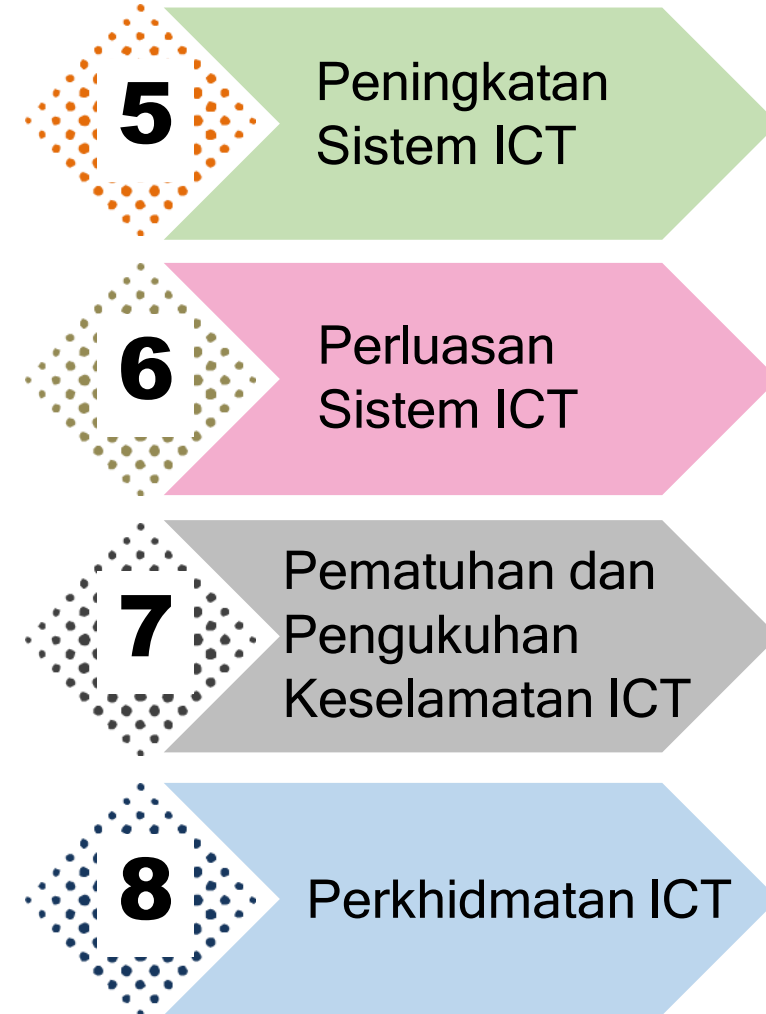 5
Peningkatan
Sistem ICT
6
Perluasan
Sistem ICT
7
Pematuhan dan
Pengukuhan
Keselamatan ICT
8
Perkhidmatan ICT